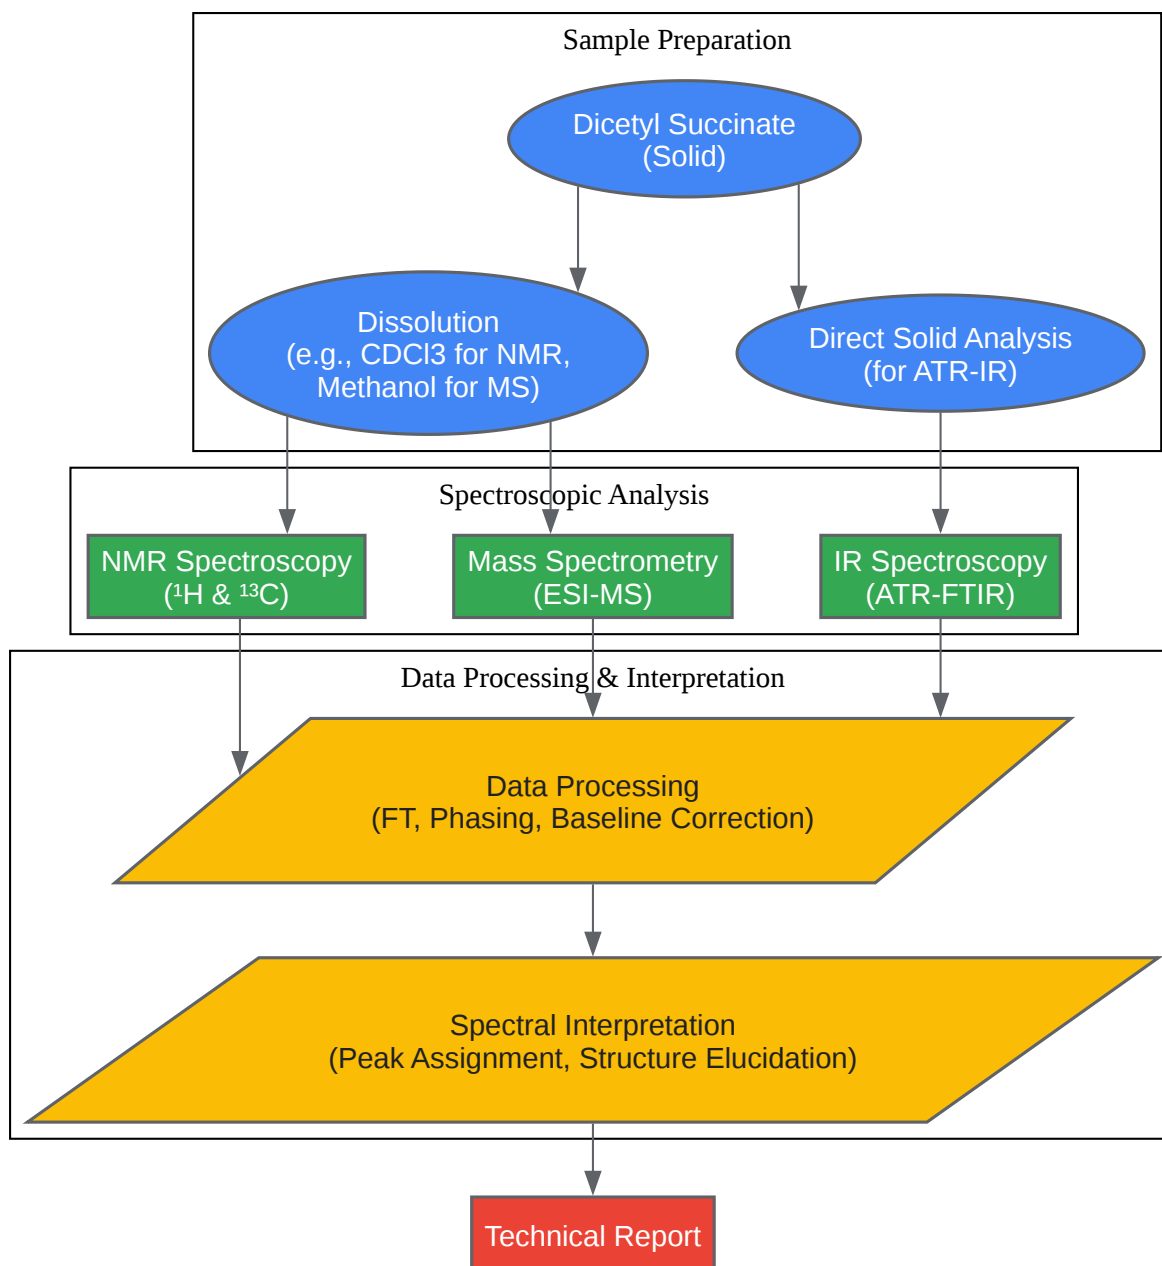 Sample Preparation
Dicetyl Succinate
(Solid)
Dissolution
(e.g., CDCl3 for NMR,
Methanol for MS)
Direct Solid Analysis
(for ATR-IR)
Spectroscopic Analysis
NMR Spectroscopy
(¹H & ¹³C)
Mass Spectrometry
(ESI-MS)
IR Spectroscopy
(ATR-FTIR)
Data Processing & Interpretation
Data Processing
(FT, Phasing, Baseline Correction)
Spectral Interpretation
(Peak Assignment, Structure Elucidation)
Technical Report